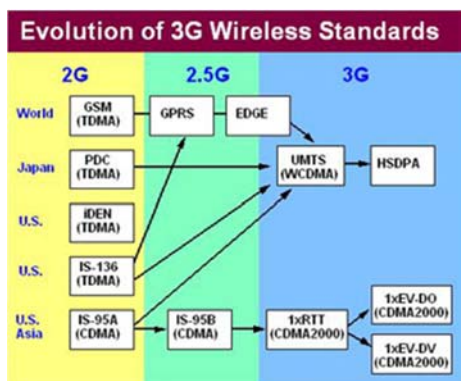 Evolution of 3G Wireless Standards
2G 2.5G 3G
World
GSM
(TDMA)
GPRS
EDGE
Japan
PDC
(TDMA)
UMTS
(WCDMA)
HSDPA
U.S.
iDEN
(TDMA)
U.S.
IS-136
(TDMA)
U.S.
Asia
IS-95A
(CDMA)
IS-95B
(CDMA)
1xRTT
(CDMA2000)
1xEV-DO
(CDMA2000)
1xEV-DV
(CDMA2000)